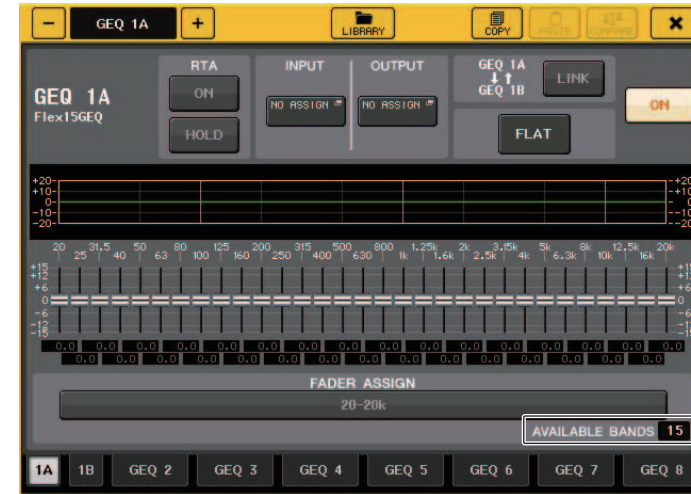 − GEQ 1A + LIBRARY COPY PASTE COMPARE ×
RTA INPUT OUTPUT GEQ 1A
GEQ 1B LINK
GEQ 1A
Flex15GEQ
ON NO ASSIGN NO ASSIGN ON
HOLD FLAT
+20 +20
+10 +10
0 0
−10 −10
−20 −20
20 31.5 50 80 125 200 315 500 800 1.25k 2k 3.15k 5k 8k 12.5k 20k
25 40 63 100 160 250 400 630 1k 1.6k 2.5k 4k 6.3k 10k 16k
+15 +15
+12 +12
+6 +6
0 0
−6 −6
−12 −12
−15 −15
0.0 0.0 0.0 0.0 0.0 0.0 0.0 0.0 0.0 0.0 0.0 0.0 0.0 0.0 0.0 0.0
0.0 0.0 0.0 0.0 0.0 0.0 0.0 0.0 0.0 0.0 0.0 0.0 0.0 0.0 0.0
FADER ASSIGN
20-20k
AVAILABLE BANDS 15
1A 1B GEQ 2 GEQ 3 GEQ 4 GEQ 5 GEQ 6 GEQ 7 GEQ 8